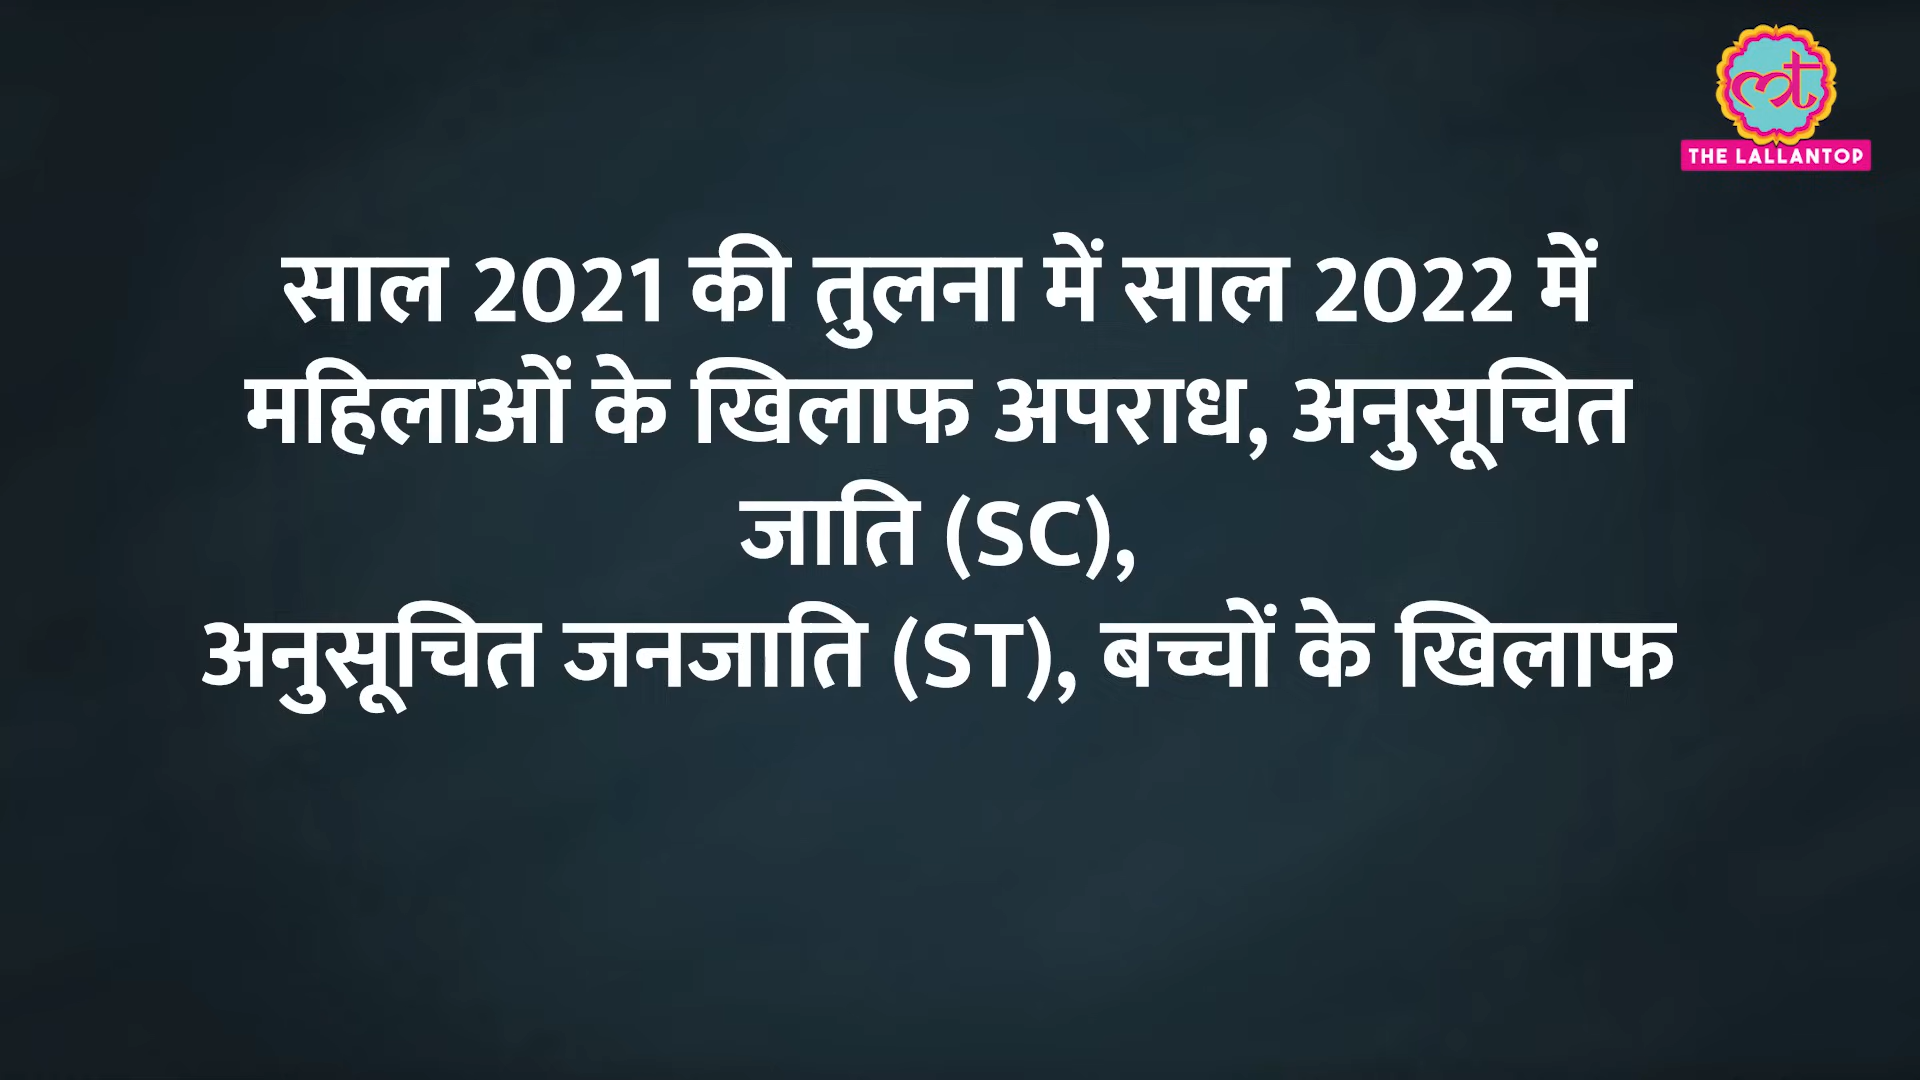 THE LALLANTOP
साल 2021 की तुलना में साल 2022 में
महिलाओं के खिलाफ अपराध, अनुसूचित
जाति (SC),
अनुसूचित जनजाति (ST), बच्चों के खिलाफ